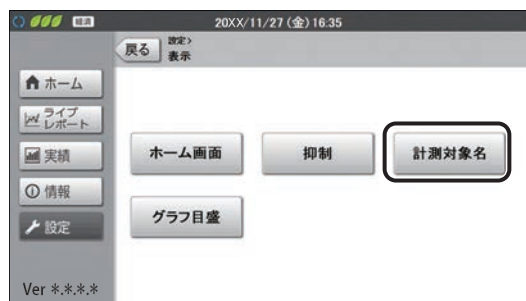 経済
20XX/11/27(金)16:35
戻る
設定>
表示
ホーム
ライブ
レポート
実績
情報
設定
ホーム画面
抑制
計測対象名
グラフ目盛
Ver *.*.*.*